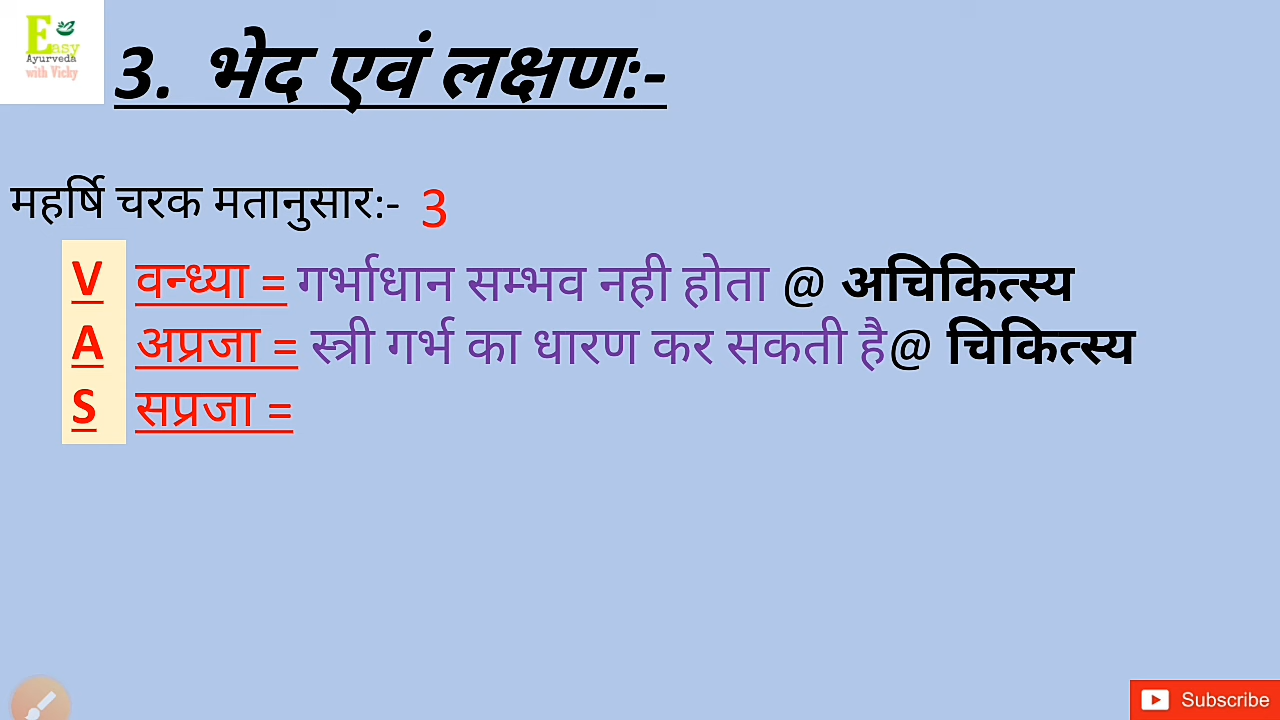 Easy
Ayurveda
with Vicky
3. भेद एवं लक्षण:-
महर्षि चरक मतानुसार:- 3
V वन्ध्या = गर्भाधान सम्भव नही होता @ अचिकित्स्य
A अप्रजा = स्त्री गर्भ का धारण कर सकती है@ चिकित्स्य
S सप्रजा =
Subscribe